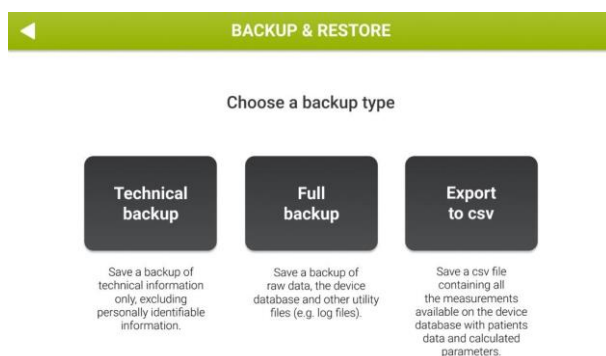 BACKUP & RESTORE
Choose a backup type
Technical
backup
Full
backup
Export
to csv
Save a backup of
technical information
only, excluding
personally identifiable
information.
Save a backup of
raw data, the device
database and other utility
files (e.g. log files).
Save a csv file
containing all
the measurements
available on the device
database with patients
data and calculated
parameters.